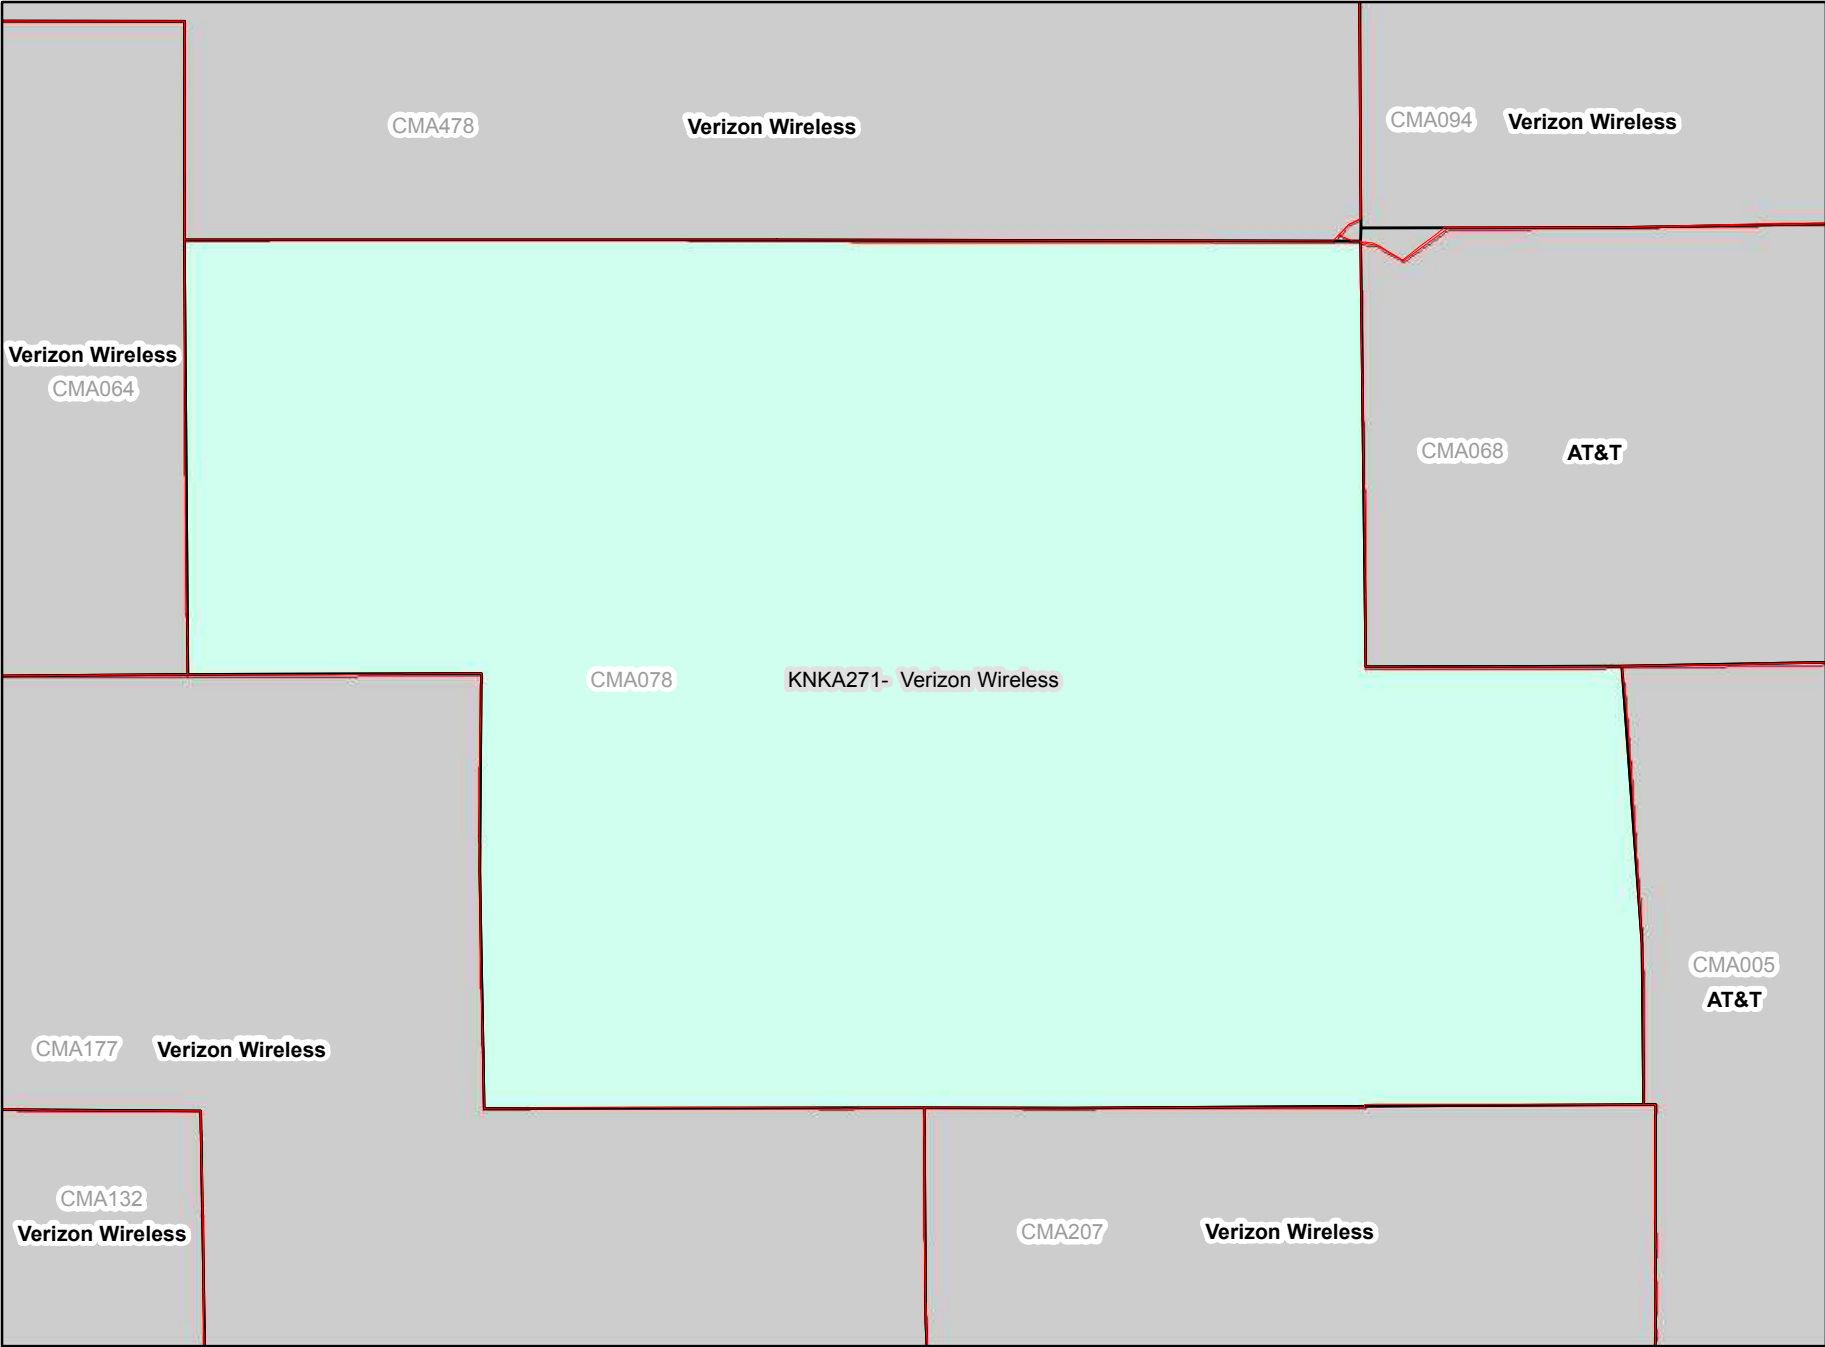 CMA478 Verizon Wireless
CMA094 Verizon Wireless
Verizon Wireless
CMA064
CMA068 AT&T
CMA078 KNKA271- Verizon Wireless
CMA005
AT&T
CMA177 Verizon Wireless
CMA132
Verizon Wireless
CMA207 Verizon Wireless